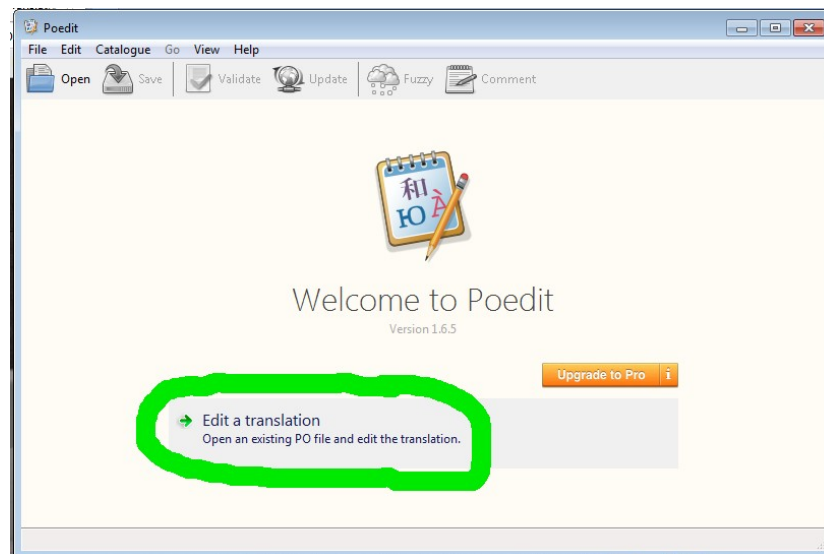 Poedit
File Edit Catalogue Go View Help
Open Save Validate Update Fuzzy Comment
和
Ю À
Welcome to Poedit
Version 1.6.5
Upgrade to Pro i
Edit a translation
Open an existing PO file and edit the translation.